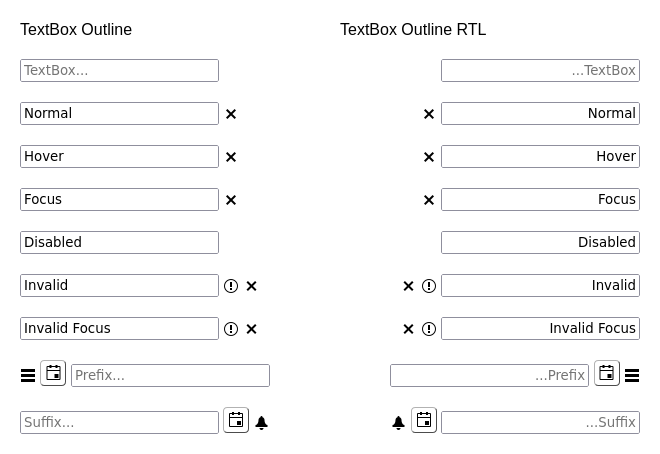 TextBox Outline
TextBox...
Normal
Hover
Focus
Disabled
Invalid
Invalid Focus
Prefix...
Suffix...
TextBox Outline RTL
...TextBox
Normal
Hover
Focus
Disabled
Invalid
Invalid Focus
...Prefix
...Suffix